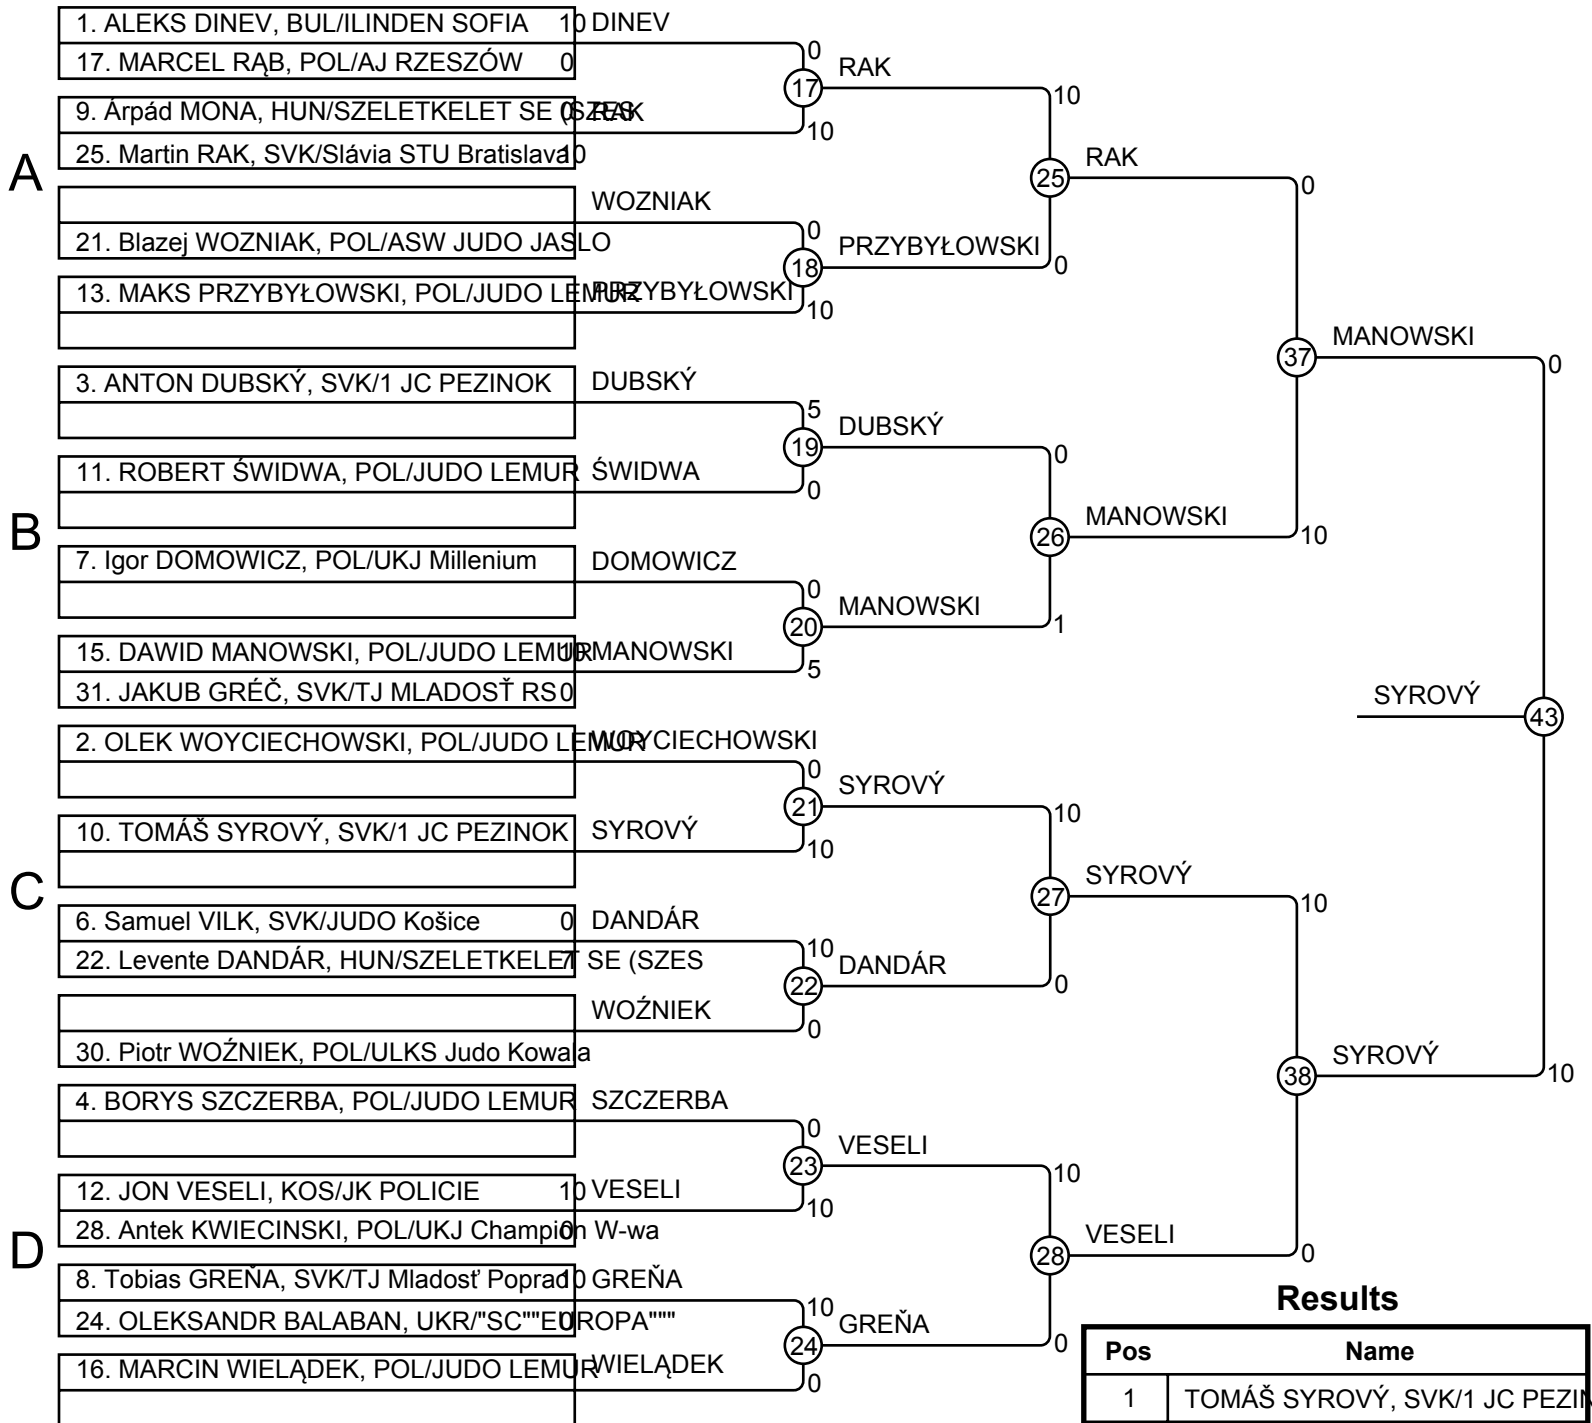 1. ALEKS DINEV, BUL/ILINDEN SOFIA 10 DINEV
17. MARCEL RĄB, POL/AJ RZESZÓW 0
0
17
RAK
10
9. Árpád MONA, HUN/SZELETKELET SE (SZES 0 RAK
10
25. Martin RAK, SVK/Slávia STU Bratislava 10
A
25
RAK
0
WOZNIAK
21. Blazej WOZNIAK, POL/ASW JUDO JASLO
0
18
PRZYBYŁOWSKI
0
13. MAKS PRZYBYŁOWSKI, POL/JUDO LEMUR PRZYBYŁOWSKI
10
37
MANOWSKI
0
3. ANTON DUBSKÝ, SVK/1 JC PEZINOK DUBSKÝ
5
19
DUBSKÝ
0
11. ROBERT ŚWIDWA, POL/JUDO LEMUR ŚWIDWA
0
B
26
MANOWSKI
10
7. Igor DOMOWICZ, POL/UKJ Millenium DOMOWICZ
0
20
MANOWSKI
1
15. DAWID MANOWSKI, POL/JUDO LEMUR 10 MANOWSKI
5
31. JAKUB GRÉČ, SVK/TJ MLADOSŤ RS 0
SYROVÝ
43
2. OLEK WOYCIECHOWSKI, POL/JUDO LEMUR WOYCIECHOWSKI
0
21
SYROVÝ
10
10. TOMÁŠ SYROVÝ, SVK/1 JC PEZINOK SYROVÝ
10
C
27
SYROVÝ
10
6. Samuel VILK, SVK/JUDO Košice 0 DANDÁR
22. Levente DANDÁR, HUN/SZELETKELET SE (SZES 7
10
22
DANDÁR
0
WOŹNIEK
0
30. Piotr WOŹNIEK, POL/ULKS Judo Kowala
38
SYROVÝ
10
4. BORYS SZCZERBA, POL/JUDO LEMUR SZCZERBA
0
23
VESELI
10
12. JON VESELI, KOS/JK POLICIE 10 VESELI
10
28. Antek KWIECINSKI, POL/UKJ Champion W-wa 0
D
28
VESELI
0
8. Tobias GREŇA, SVK/TJ Mladosť Poprad 10 GREŇA
24. OLEKSANDR BALABAN, UKR/"SC""EUROPA""" 0
10
24
GREŇA
0
16. MARCIN WIELĄDEK, POL/JUDO LEMUR WIELĄDEK
0
Results
Pos Name
1 TOMÁŠ SYROVÝ, SVK/1 JC PEZIN